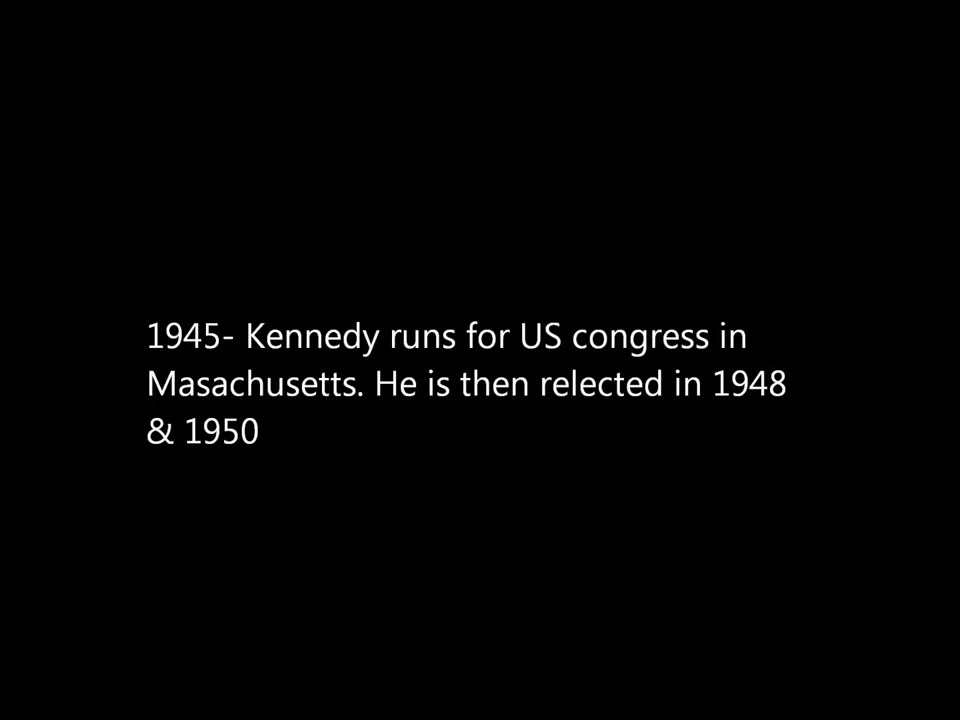 1945- Kennedy runs for US congress in
Masachusetts. He is then relected in 1948
& 1950